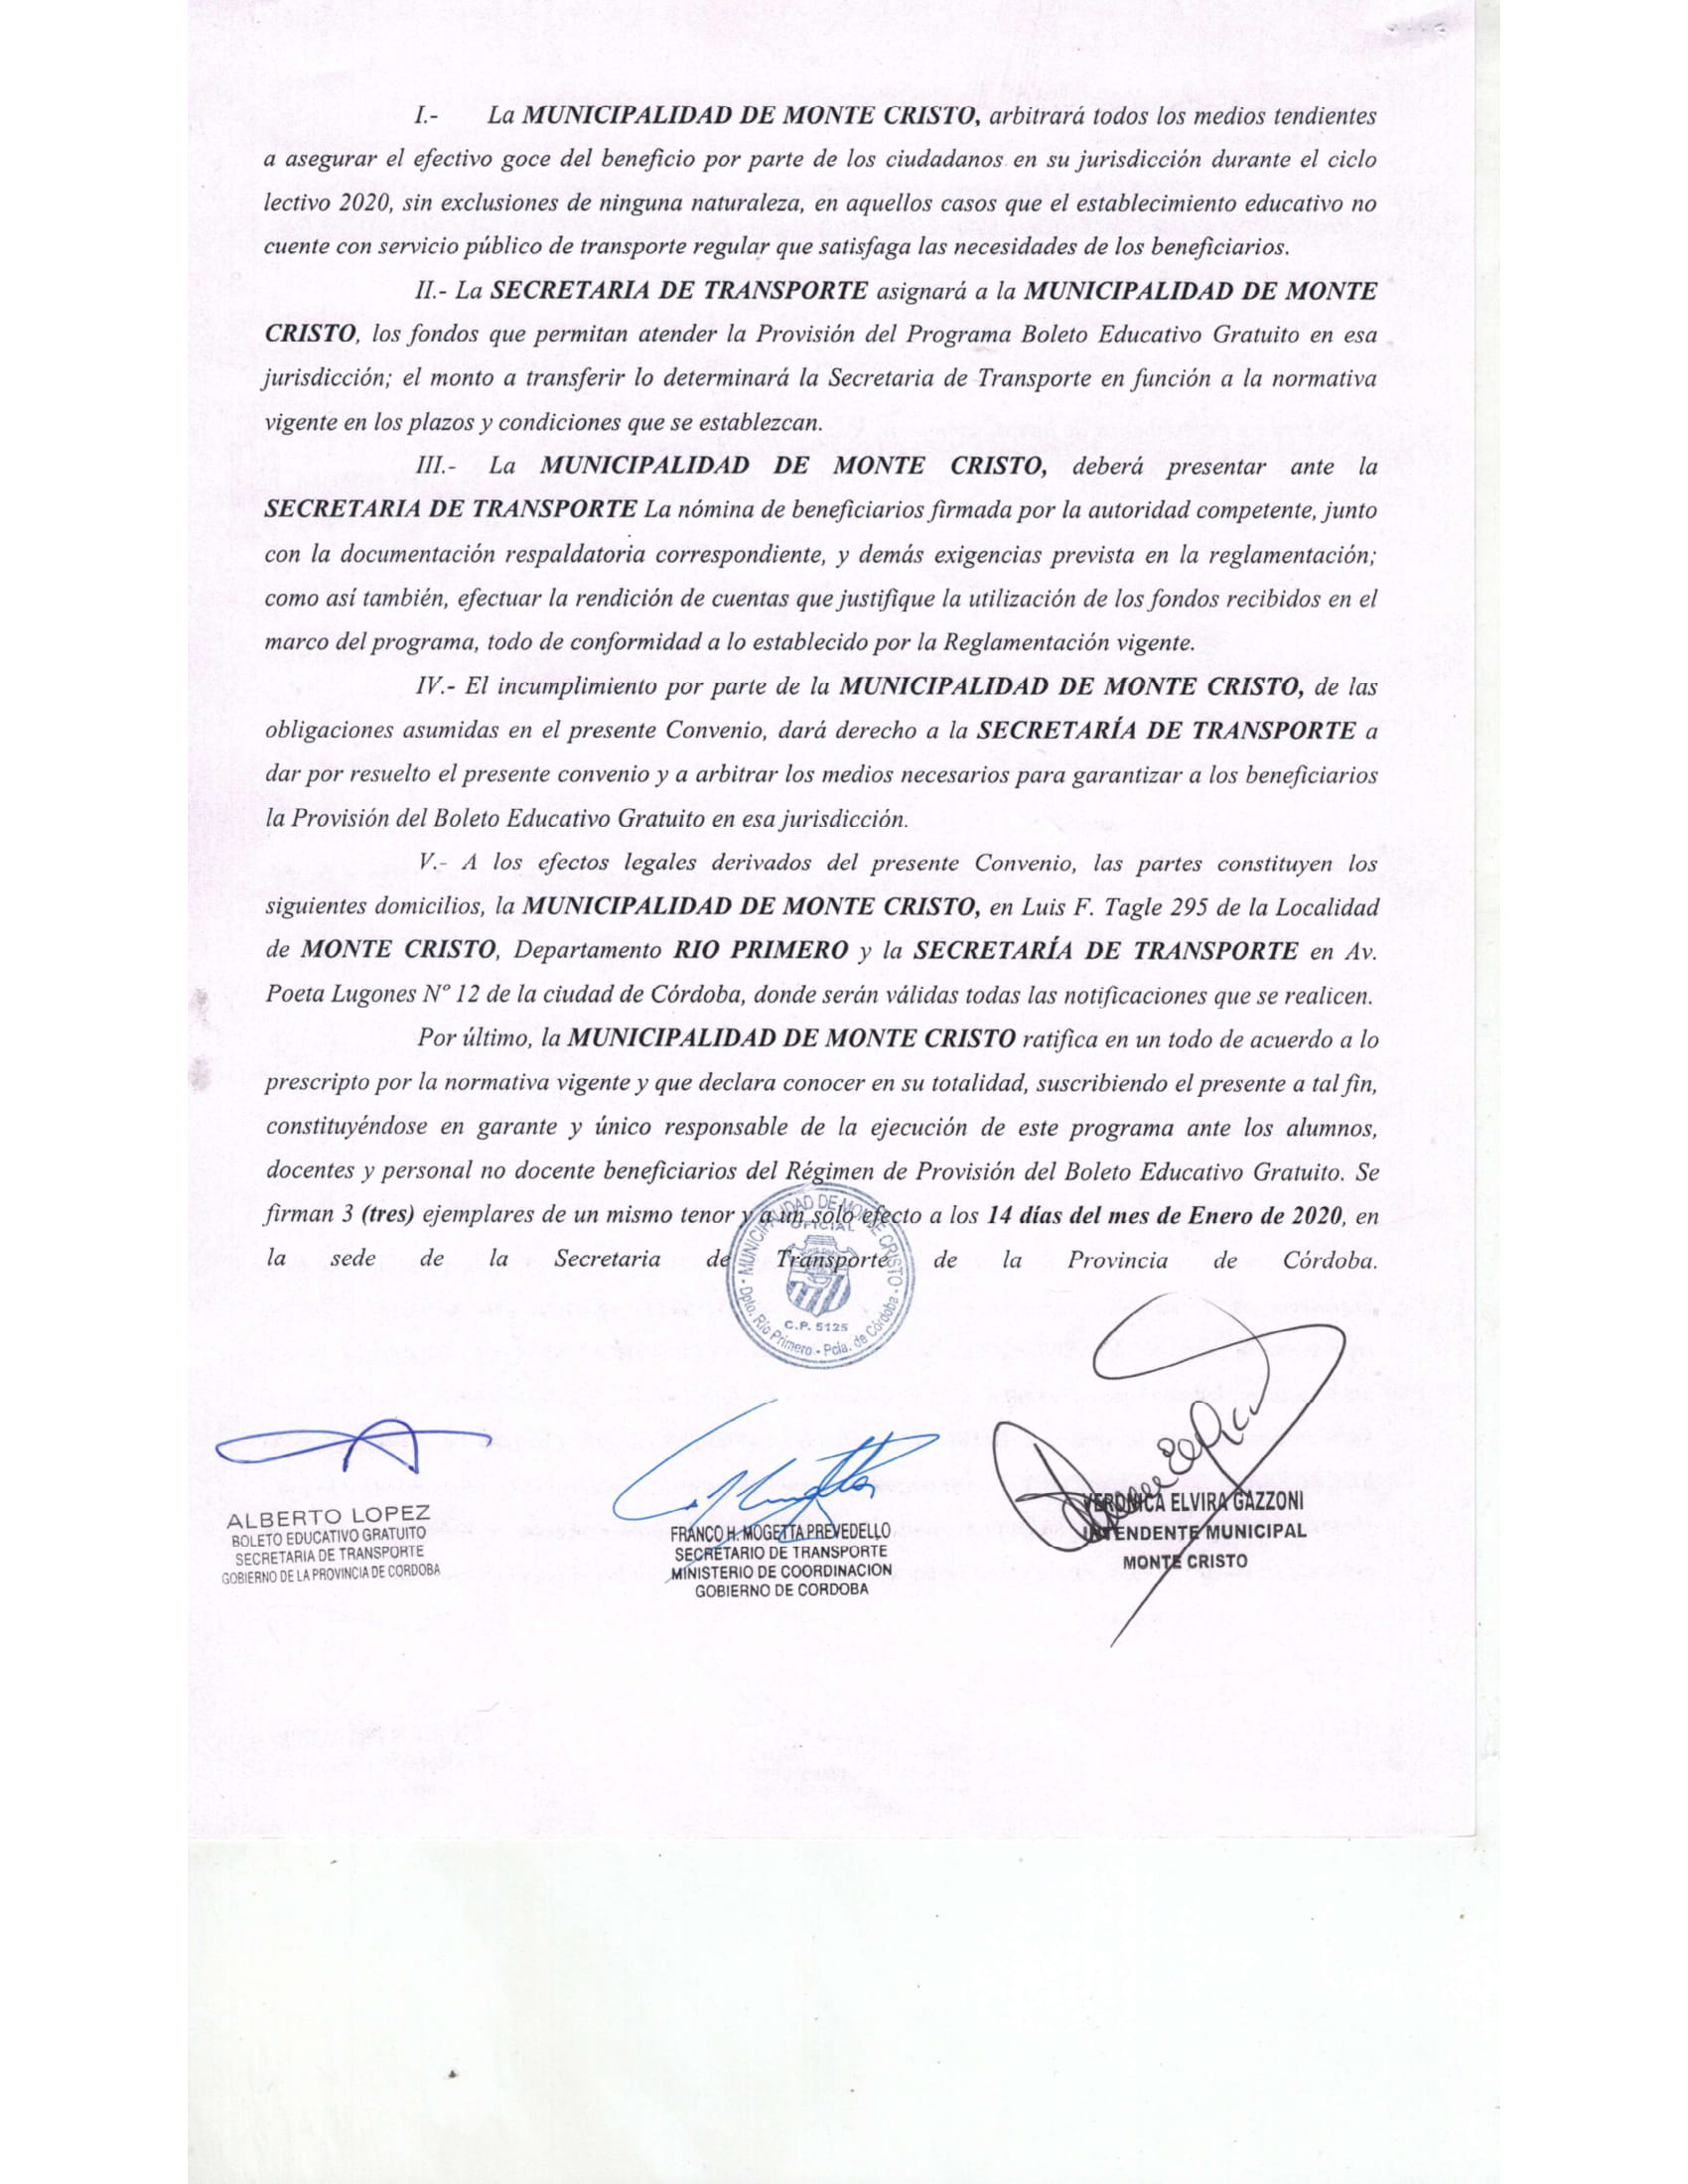 I.- La MUNICIPALIDAD DE MONTE CRISTO, arbitrará todos los medios tendientes
a asegurar el efectivo goce del beneficio por parte de los ciudadanos en su jurisdicción durante el ciclo
lectivo 2020, sin exclusiones de ninguna naturaleza, en aquellos casos que el establecimiento educativo no
cuente con servicio público de transporte regular que satisfaga las necesidades de los beneficiarios.
II.- La SECRETARIA DE TRANSPORTE asignará a la MUNICIPALIDAD DE MONTE
CRISTO, los fondos que permitan atender la Provisión del Programa Boleto Educativo Gratuito en esa
jurisdicción; el monto a transferir lo determinará la Secretaria de Transporte en función a la normativa
vigente en los plazos y condiciones que se establezcan.
III.- La MUNICIPALIDAD DE MONTE CRISTO, deberá presentar ante la
SECRETARIA DE TRANSPORTE La nómina de beneficiarios firmada por la autoridad competente, junto
con la documentación respaldatoria correspondiente, y demás exigencias prevista en la reglamentación;
como así también, efectuar la rendición de cuentas que justifique la utilización de los fondos recibidos en el
marco del programa, todo de conformidad a lo establecido por la Reglamentación vigente.
IV.- El incumplimiento por parte de la MUNICIPALIDAD DE MONTE CRISTO, de las
obligaciones asumidas en el presente Convenio, dará derecho a la SECRETARÍA DE TRANSPORTE a
dar por resuelto el presente convenio y a arbitrar los medios necesarios para garantizar a los beneficiarios
la Provisión del Boleto Educativo Gratuito en esa jurisdicción.
V.- A los efectos legales derivados del presente Convenio, las partes constituyen los
siguientes domicilios, la MUNICIPALIDAD DE MONTE CRISTO, en Luis F. Tagle 295 de la Localidad
de MONTE CRISTO, Departamento RIO PRIMERO y la SECRETARÍA DE TRANSPORTE en Av.
Poeta Lugones Nº 12 de la ciudad de Córdoba, donde serán válidas todas las notificaciones que se realicen.
Por último, la MUNICIPALIDAD DE MONTE CRISTO ratifica en un todo de acuerdo a lo
prescripto por la normativa vigente y que declara conocer en su totalidad, suscribiendo el presente a tal fin,
constituyéndose en garante y único responsable de la ejecución de este programa ante los alumnos,
docentes y personal no docente beneficiarios del Régimen de Provisión del Boleto Educativo Gratuito. Se
firman 3 (tres) ejemplares de un mismo tenor y a un solo efecto a los 14 días del mes de Enero de 2020, en
la sede de la Secretaria de Transporte de la Provincia de Córdoba.
MUNICIPALIDAD DE MONTE CRISTO
OFICIAL
C.P. 5125
Dpto. Río Primero - Pcia. de Córdoba
ALBERTO LOPEZ
BOLETO EDUCATIVO GRATUITO
SECRETARIA DE TRANSPORTE
GOBIERNO DE LA PROVINCIA DE CORDOBA
FRANCO H. MOGETTA PREVEDELLO
SECRETARIO DE TRANSPORTE
MINISTERIO DE COORDINACION
GOBIERNO DE CORDOBA
VERONICA ELVIRA GAZZONI
INTENDENTE MUNICIPAL
MONTE CRISTO